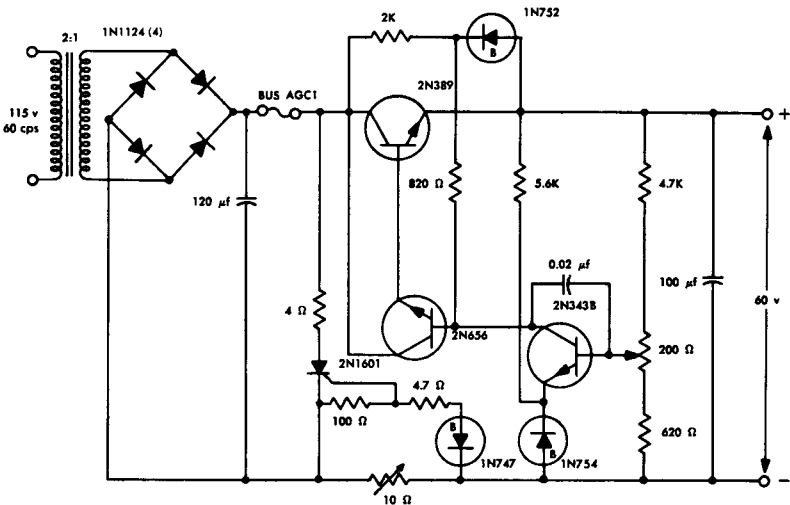 2:1
1N1124 (4)
115 v
60 cps
BUS AGC1
120 µf
2K
B
1N752
2N389
820 Ω
5.6K
4.7K
0.02 µf
2N343B
100 µf
60 v
+
4 Ω
2N1601
2N656
200 Ω
100 Ω
4.7 Ω
B
1N747
B
1N754
620 Ω
10 Ω
−